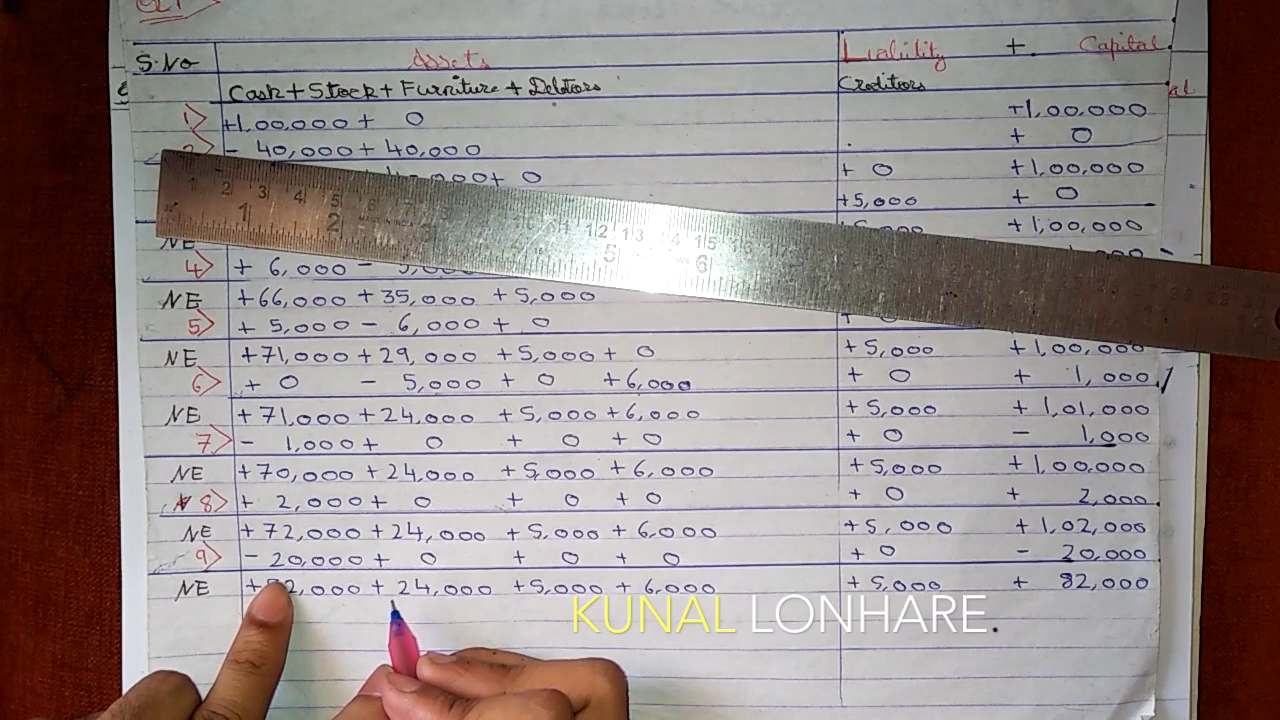 Q.1
S.No Assets Liability + Capital
Cash + Stock + Furniture + Debtors Creditors
1> +1,00,000 + 0 +1,00,000
- 40,000 + 40,000 + 0
+ 0 + 0 +1,00,000
+5,000 + 0
+1,00,000
NE
4> + 6,000 -
NE +66,000 +35,000 +5,000
5> + 5,000 - 6,000 + 0
NE +71,000 +29,000 +5,000 + 0 +5,000 +1,00,000
6> + 0 - 5,000 + 0 +6,000 + 0 + 1,000
NE +71,000 +24,000 +5,000 +6,000 +5,000 +1,01,000
7> - 1,000 + 0 + 0 + 0 + 0 - 1,000
NE +70,000 +24,000 +5,000 +6,000 +5,000 +1,00,000
8> + 2,000 + 0 + 0 + 0 + 0 + 2,000
NE +72,000 +24,000 +5,000 +6,000 +5,000 +1,02,000
9> - 20,000 + 0 + 0 + 0 + 0 - 20,000
NE 2,000 + 24,000 +5,000 + 6,000 +5,000 + 82,000
KUNAL LONHARE.